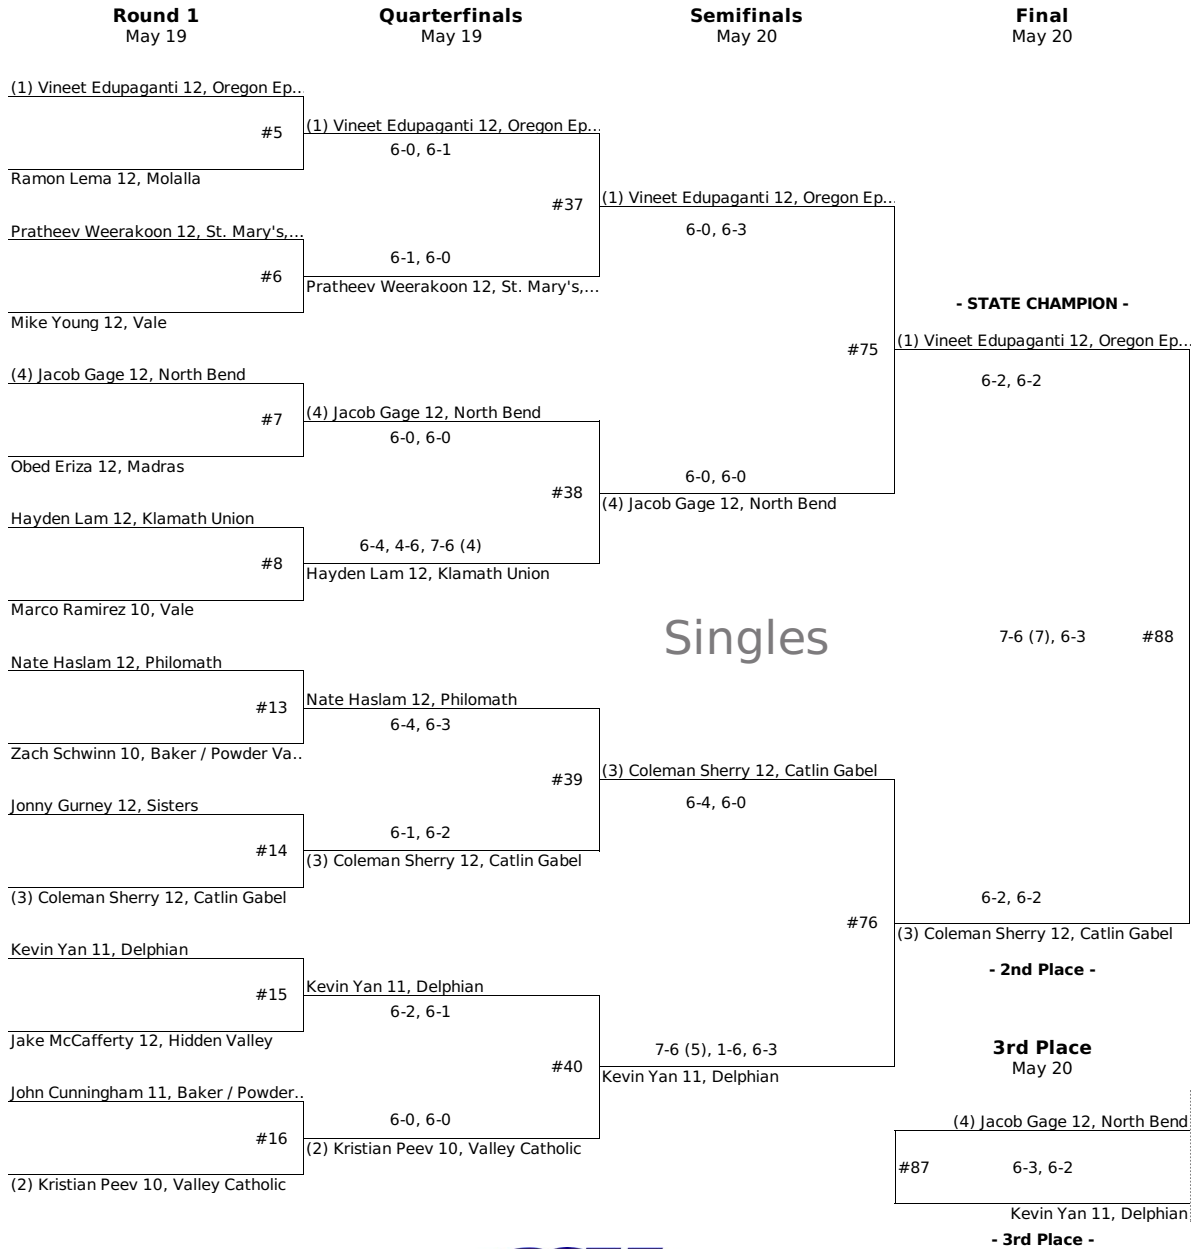 Round 1
May 19
Quarterfinals
May 19
Semifinals
May 20
Final
May 20
(1) Vineet Edupaganti 12, Oregon Ep...
#5
Ramon Lema 12, Molalla
Pratheev Weerakoon 12, St. Mary's,...
#6
Mike Young 12, Vale
(4) Jacob Gage 12, North Bend
#7
Obed Eriza 12, Madras
Hayden Lam 12, Klamath Union
#8
Marco Ramirez 10, Vale
Nate Haslam 12, Philomath
#13
Zach Schwinn 10, Baker / Powder Va...
Jonny Gurney 12, Sisters
#14
(3) Coleman Sherry 12, Catlin Gabel
Kevin Yan 11, Delphian
#15
Jake McCafferty 12, Hidden Valley
John Cunningham 11, Baker / Powder...
#16
(2) Kristian Peev 10, Valley Catholic
(1) Vineet Edupaganti 12, Oregon Ep...
6-0, 6-1
#37
6-1, 6-0
Pratheev Weerakoon 12, St. Mary's,...
(4) Jacob Gage 12, North Bend
6-0, 6-0
#38
6-4, 4-6, 7-6 (4)
Hayden Lam 12, Klamath Union
Nate Haslam 12, Philomath
6-4, 6-3
#39
6-1, 6-2
(3) Coleman Sherry 12, Catlin Gabel
Kevin Yan 11, Delphian
6-2, 6-1
#40
6-0, 6-0
(2) Kristian Peev 10, Valley Catholic
(1) Vineet Edupaganti 12, Oregon Ep...
6-0, 6-3
#75
6-0, 6-0
(4) Jacob Gage 12, North Bend
Singles
(3) Coleman Sherry 12, Catlin Gabel
6-4, 6-0
#76
7-6 (5), 1-6, 6-3
Kevin Yan 11, Delphian
- STATE CHAMPION -
(1) Vineet Edupaganti 12, Oregon Ep...
6-2, 6-2
7-6 (7), 6-3 #88
6-2, 6-2
(3) Coleman Sherry 12, Catlin Gabel
- 2nd Place -
3rd Place
May 20
(4) Jacob Gage 12, North Bend
#87 6-3, 6-2
Kevin Yan 11, Delphian
- 3rd Place -